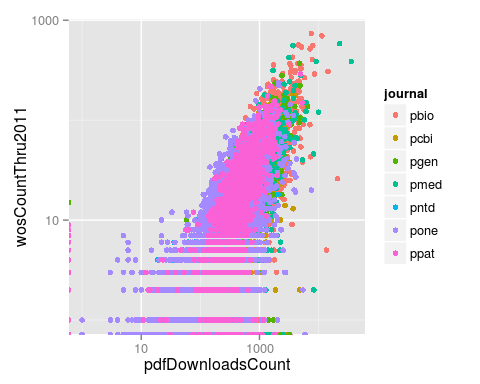 1000
10
wosCountThru2011
10
1000
pdfDownloadsCount
journal
pbio
pcbi
pgen
pmed
pntd
pone
ppat